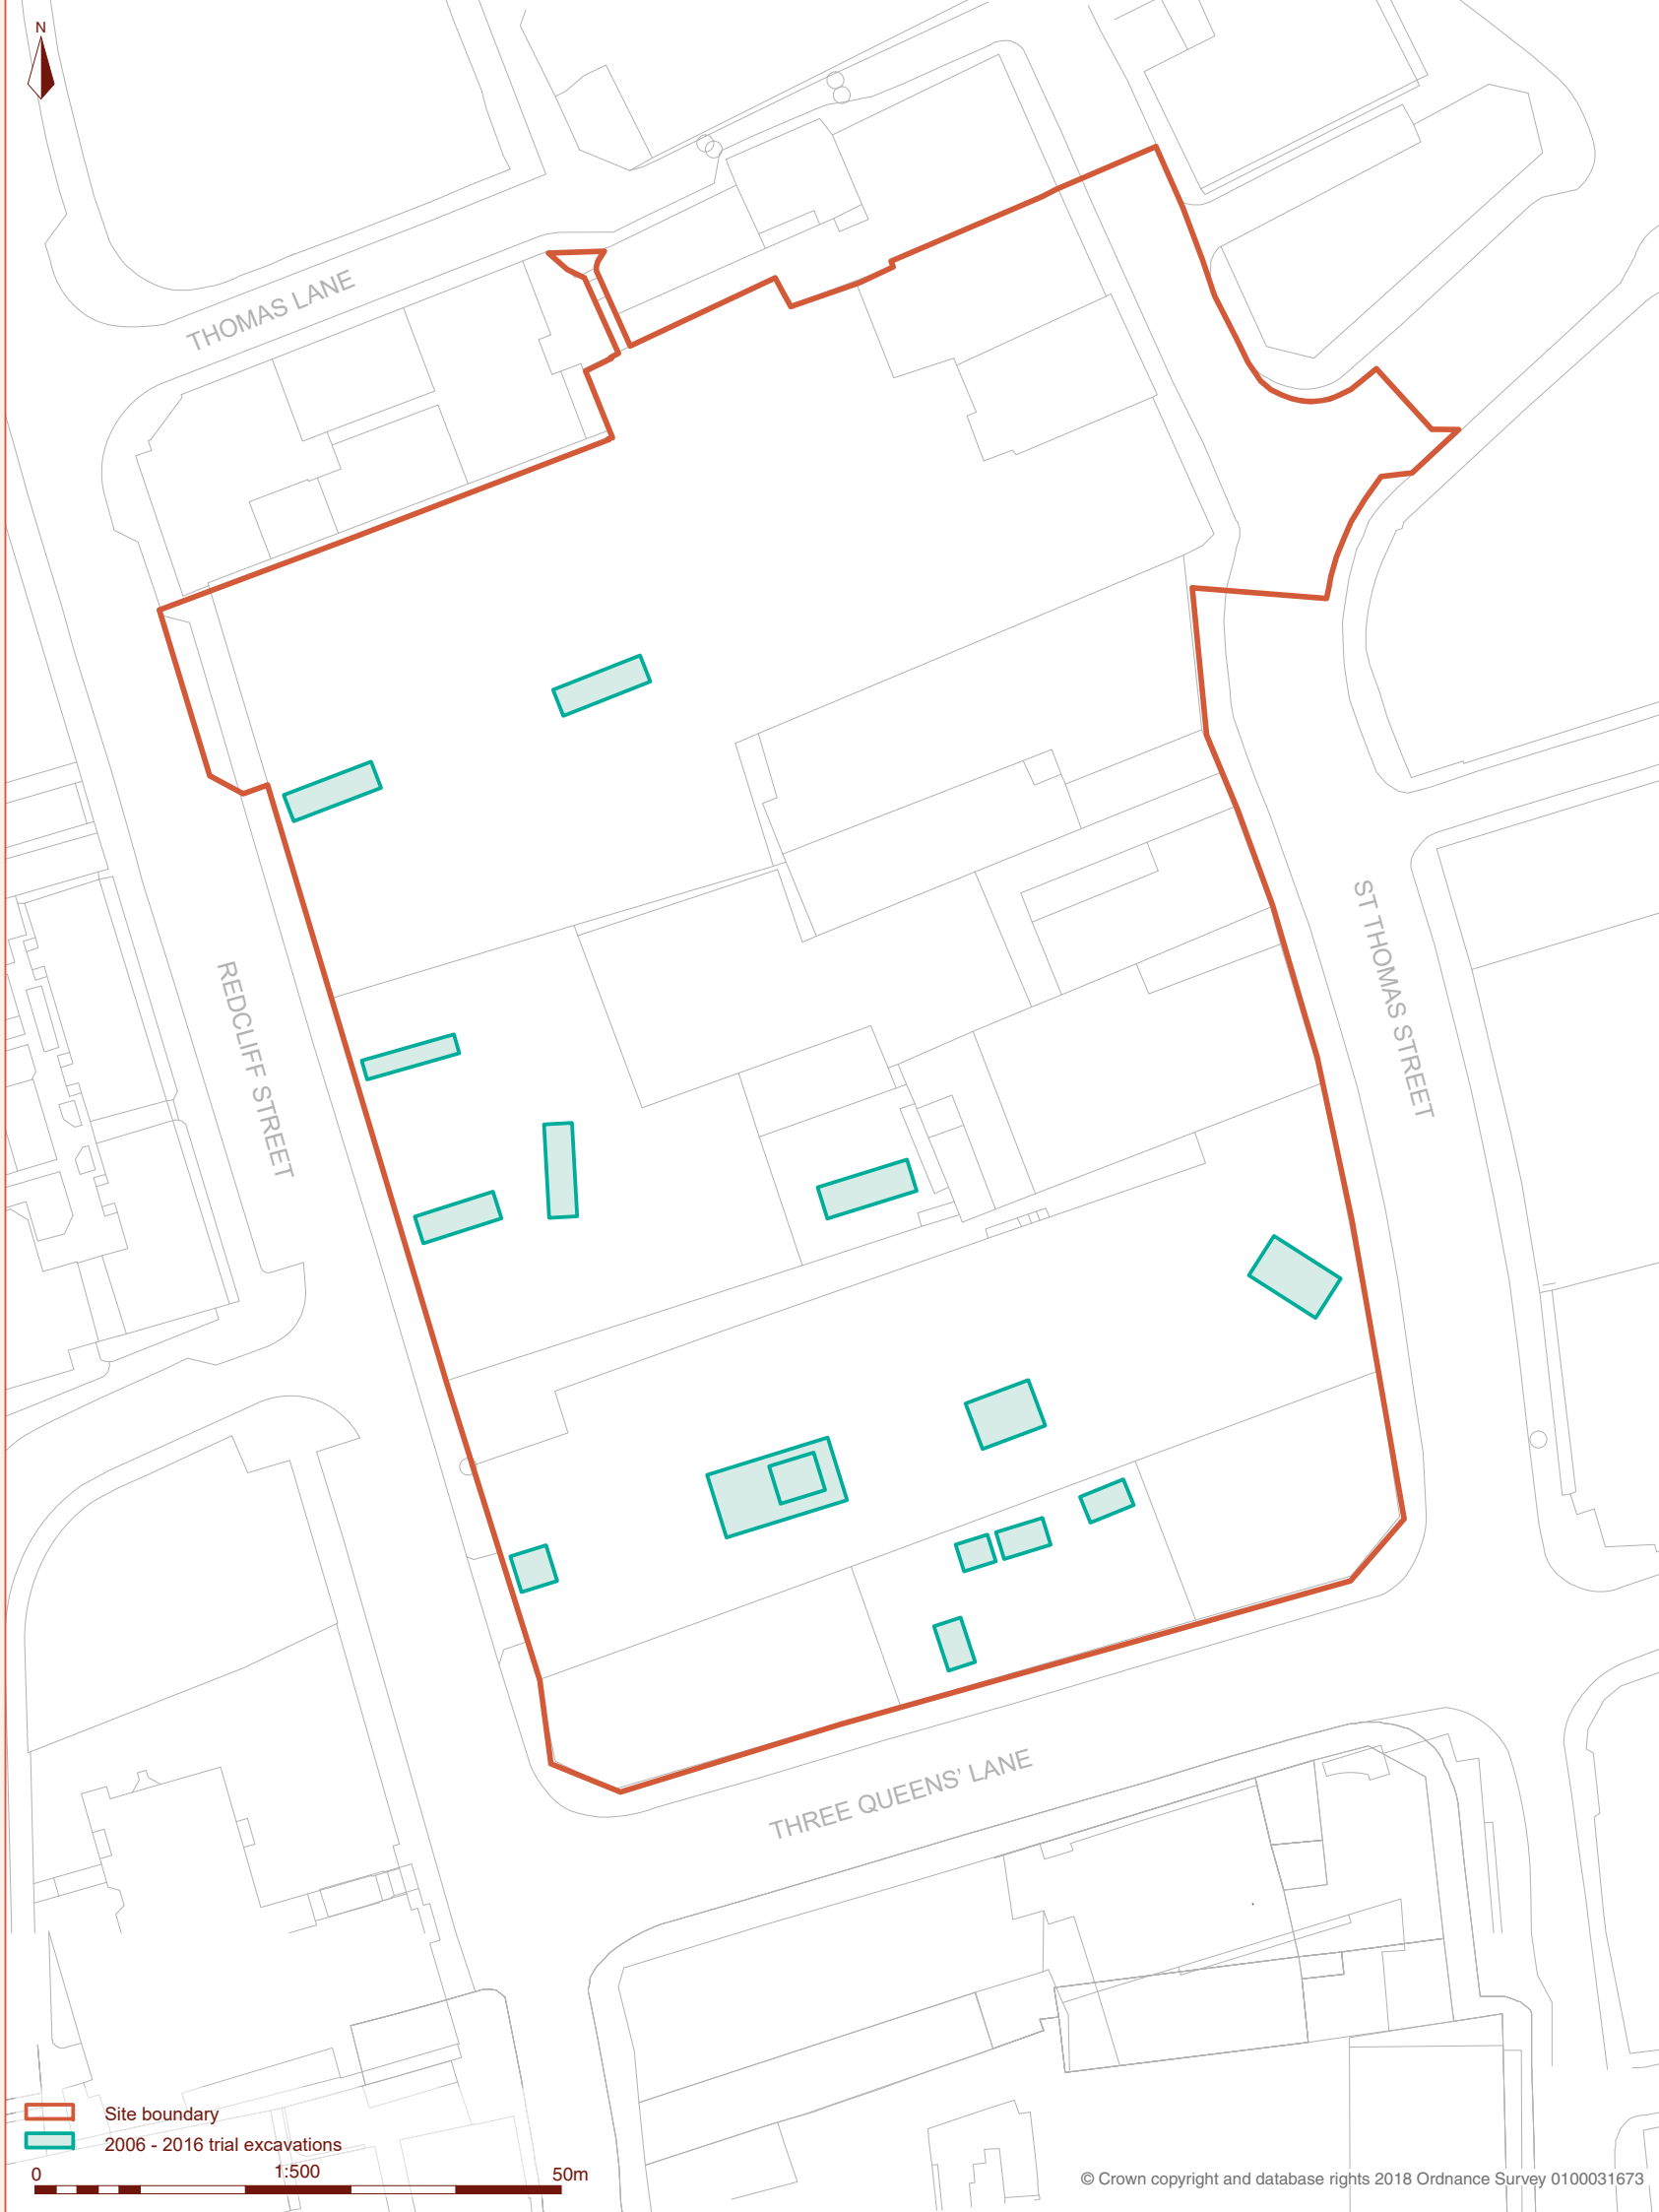 N
THOMAS LANE
REDCLIFF STREET
ST THOMAS STREET
THREE QUEENS' LANE
Site boundary
2006 - 2016 trial excavations
0 1:500 50m
© Crown copyright and database rights 2018 Ordnance Survey 0100031673